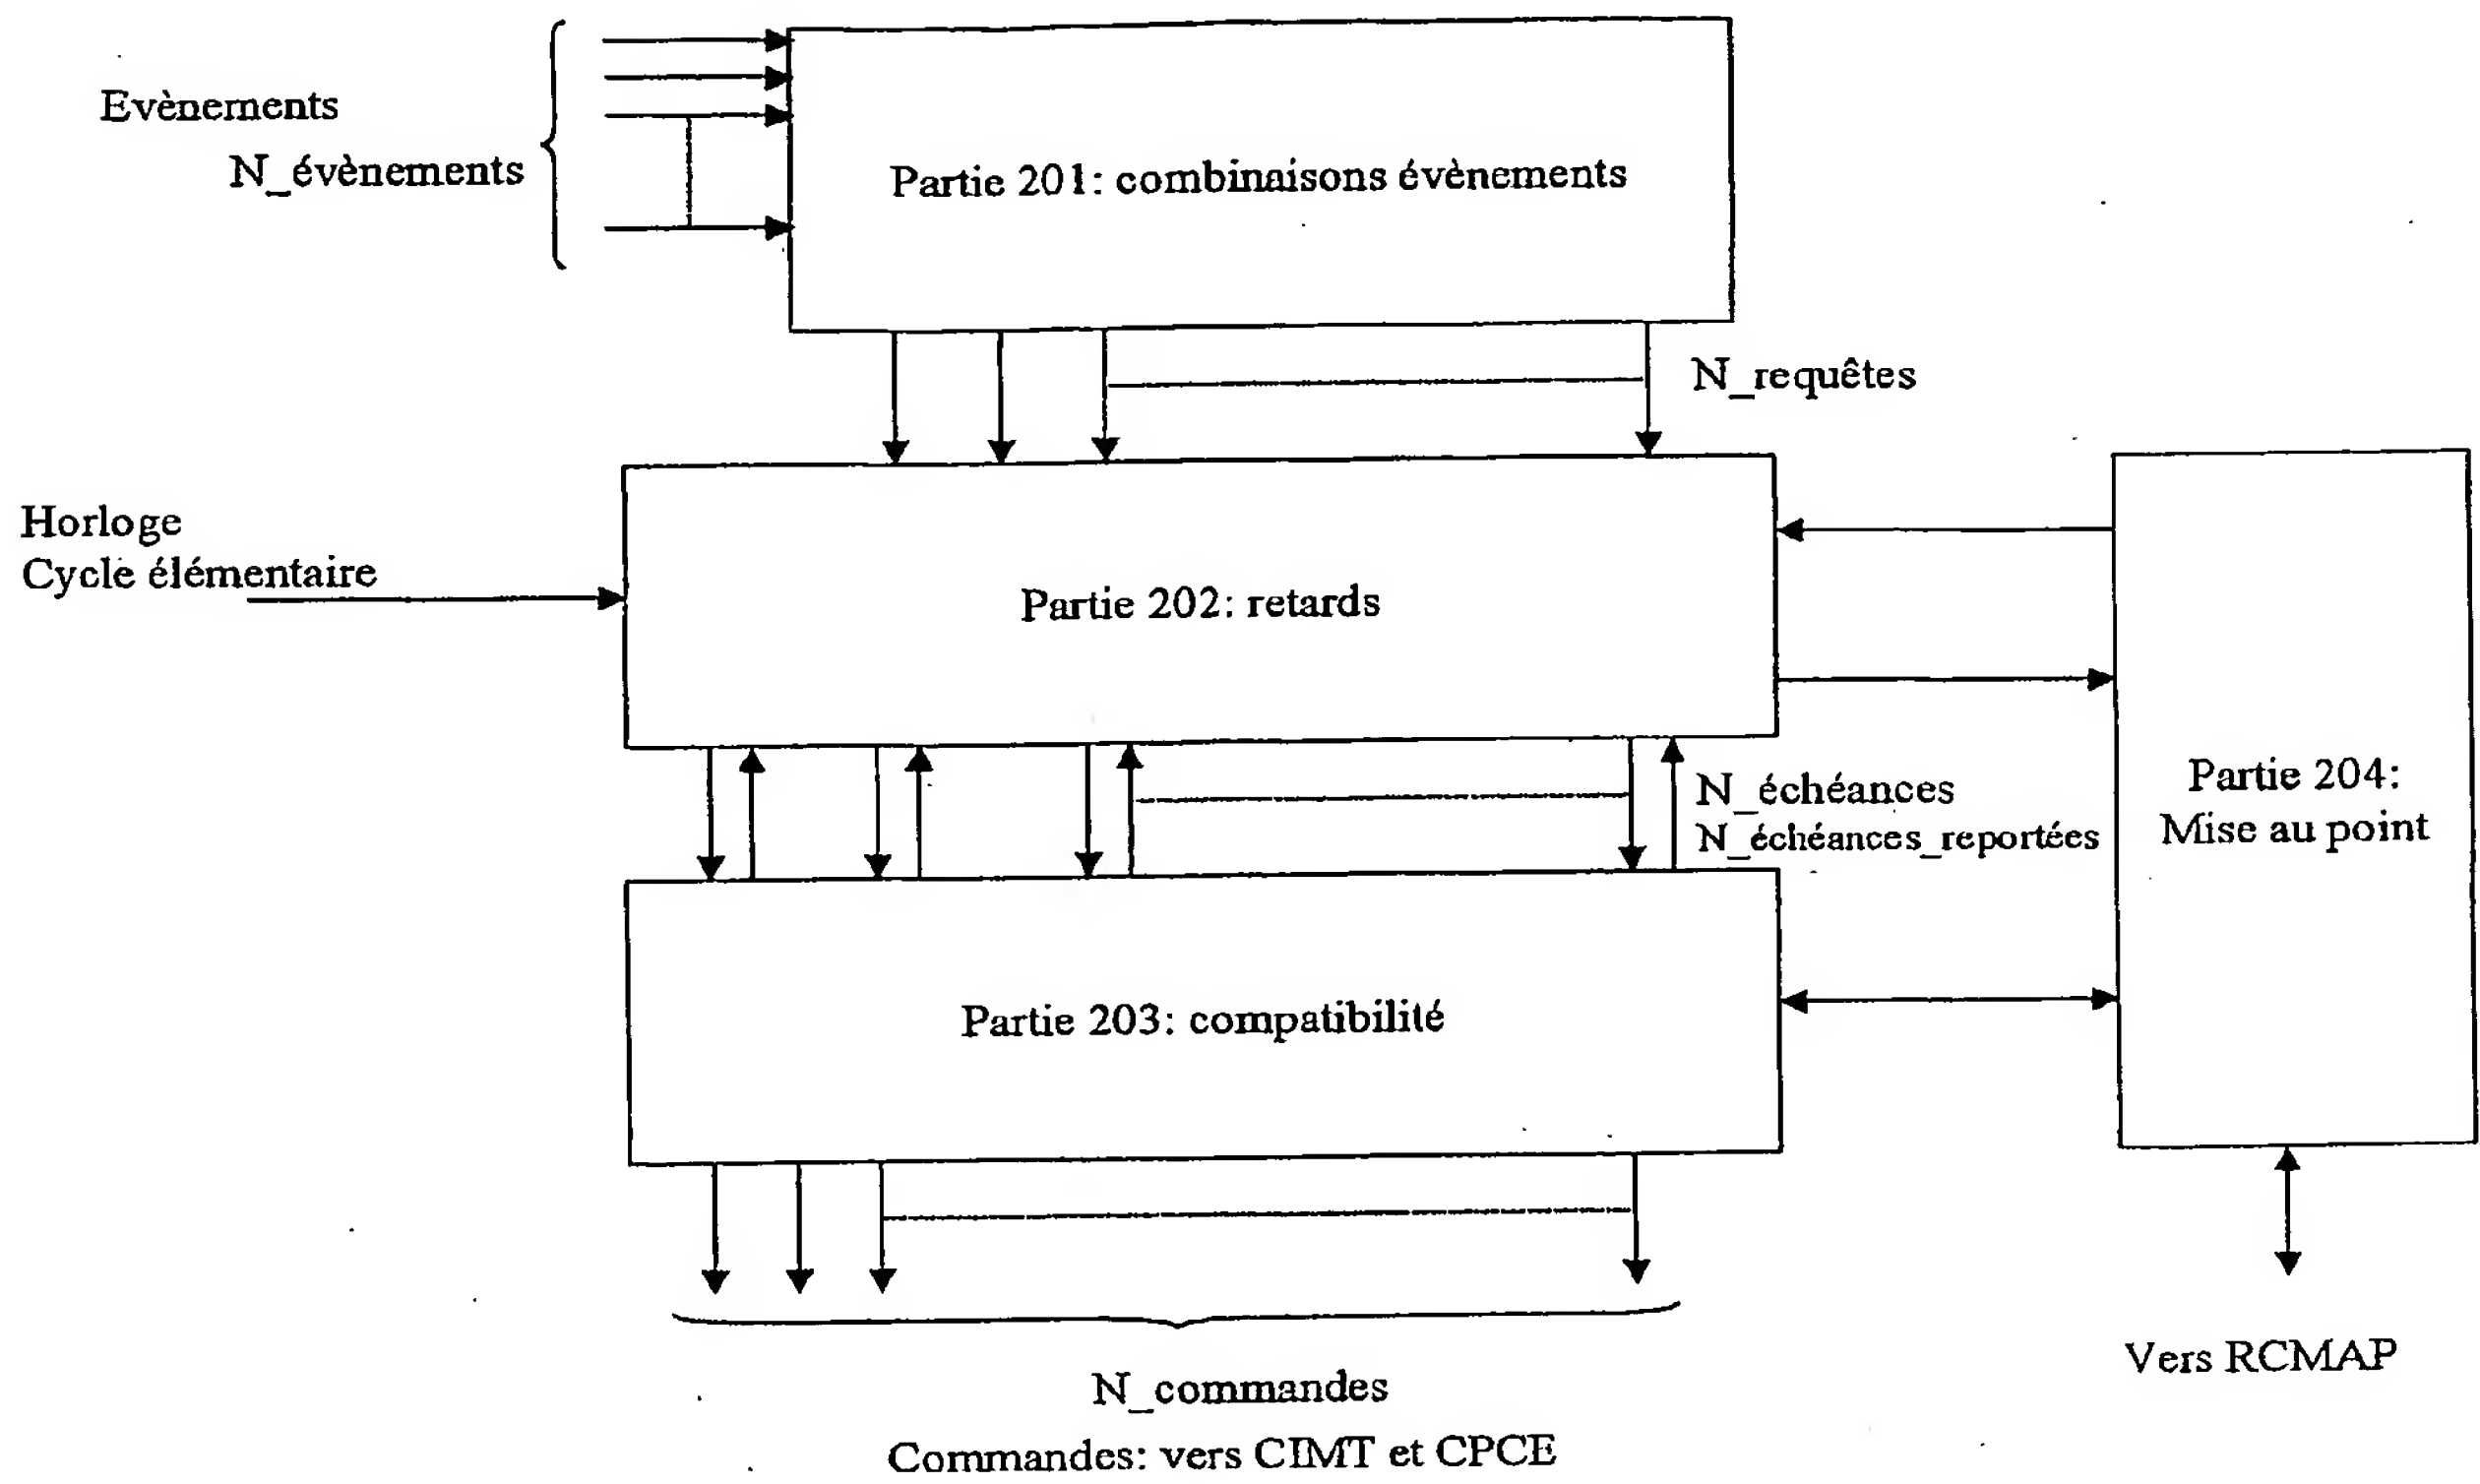 Evènements
N_évènements
Partie 201: combinaisons évènements
N_requêtes
Horloge
Cycle élémentaire
Partie 202: retards
N_échéances
N_échéances_reportées
Partie 204:
Mise au point
Partie 203: compatibilité
Vers RCMAP
N_commandes
Commandes: vers CIMT et CPCE